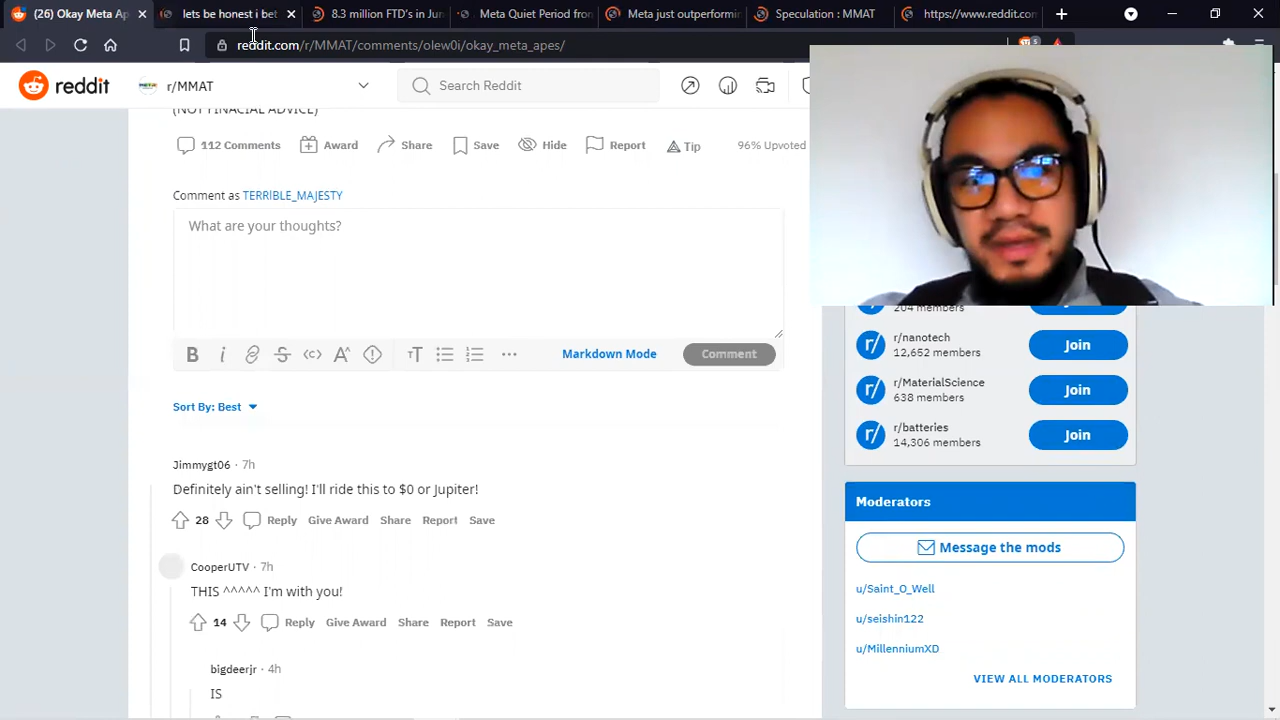 (26) Okay Meta Ap
lets be honest i bet
8.3 million FTD's in Jun
Meta Quiet Period fron
Meta just outperformin
Speculation : MMAT
https://www.reddit.con
reddit.com/r/MMAT/comments/olew0i/okay_meta_apes/
reddit
r/MMAT
Search Reddit
(NOT FINACIAL ADVICE)
112 Comments
Award
Share
Save
Hide
Report
Tip
96% Upvoted
Comment as TERRIBLE_MAJESTY
What are your thoughts?
Markdown Mode
Comment
Sort By: Best
Jimmygt06 · 7h
Definitely ain't selling! I'll ride this to $0 or Jupiter!
28
Reply
Give Award
Share
Report
Save
CooperUTV · 7h
THIS ^^^^^ I'm with you!
14
Reply
Give Award
Share
Report
Save
bigdeerjr · 4h
IS
204 members
r/nanotech
12,652 members
Join
r/MaterialScience
638 members
Join
r/batteries
14,306 members
Join
Moderators
Message the mods
u/Saint_O_Well
u/seishin122
u/MillenniumXD
VIEW ALL MODERATORS